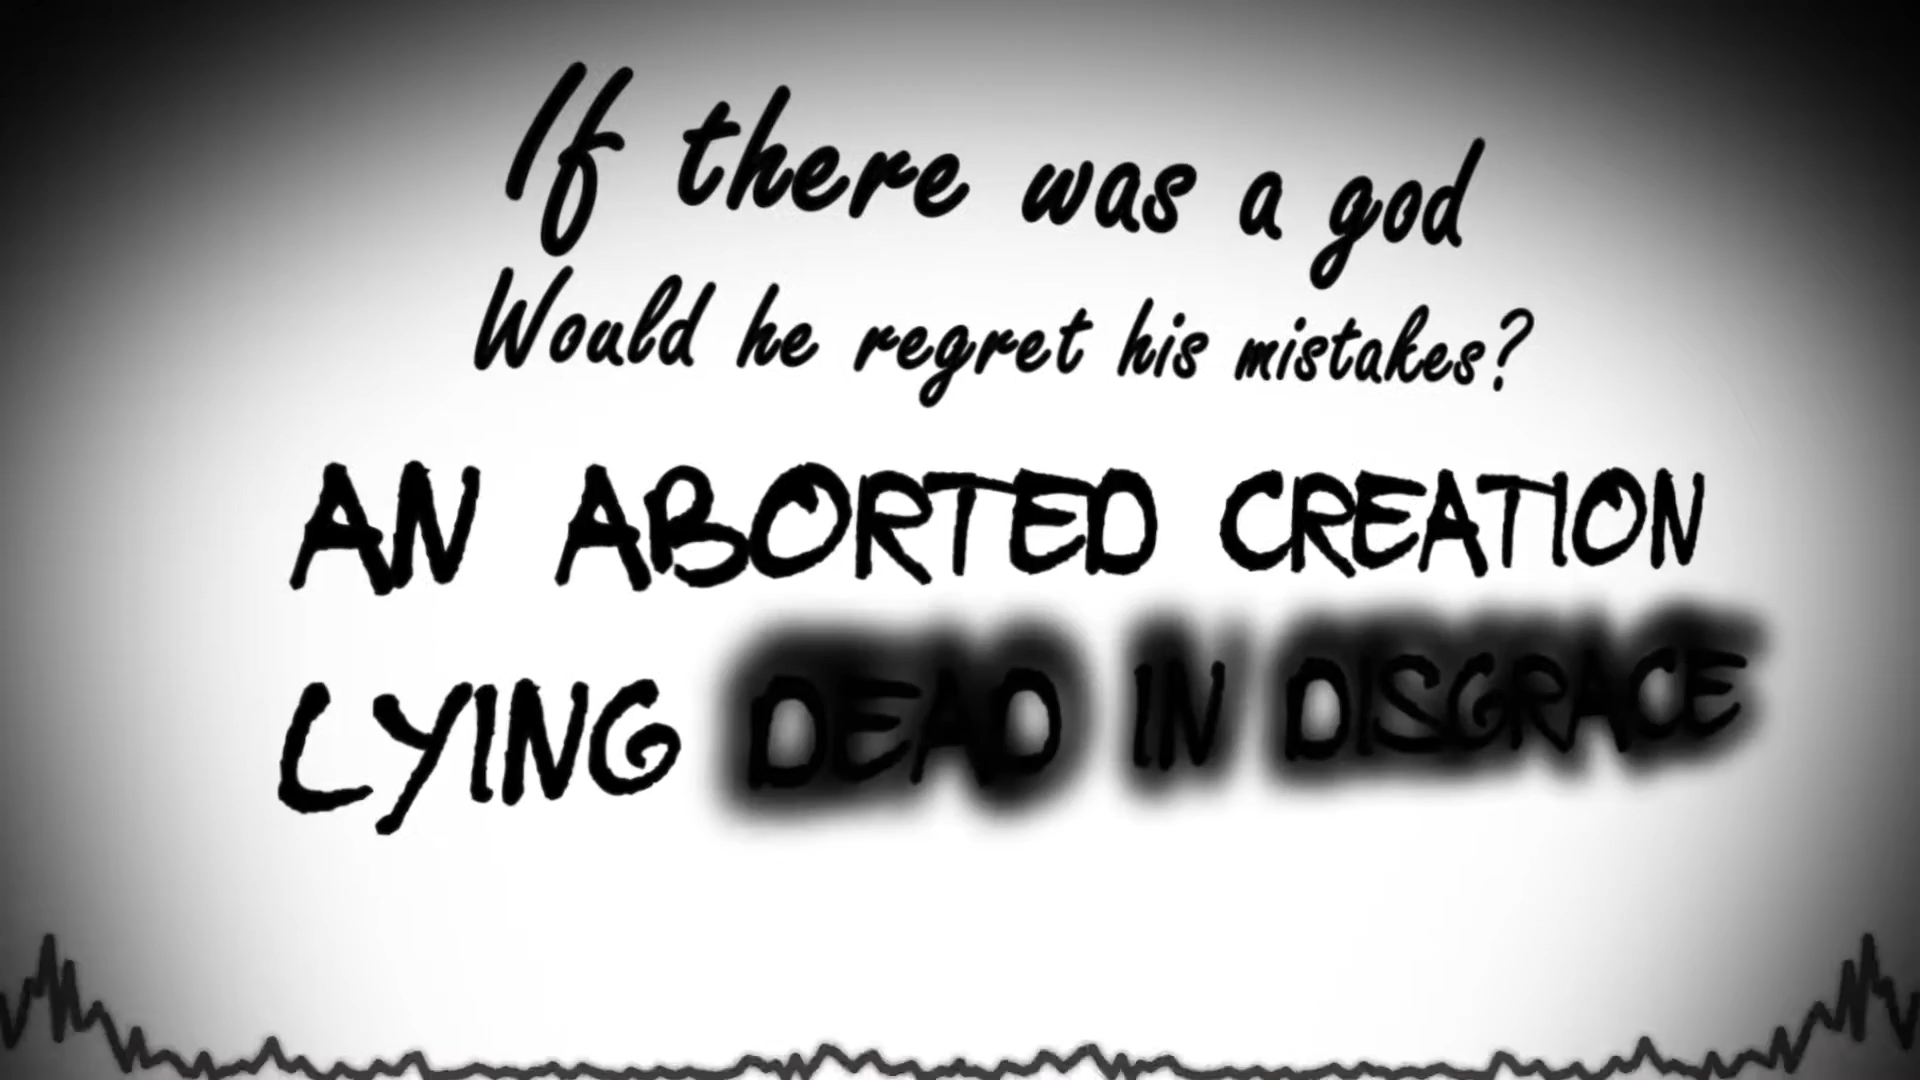 If there was a god
Would he regret his mistakes?
AN ABORTED CREATION
LYING DEAD IN DISGRACE